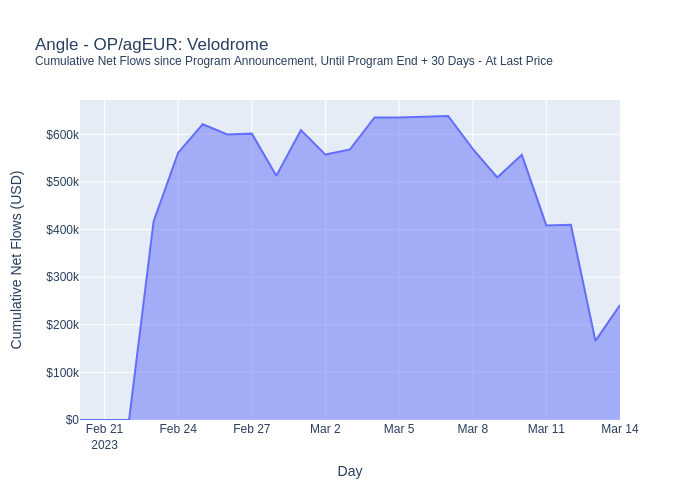 Angle - OP/agEUR: Velodrome
Cumulative Net Flows since Program Announcement, Until Program End + 30 Days - At Last Price
Cumulative Net Flows (USD)
$600k
$500k
$400k
$300k
$200k
$100k
$0
Feb 21
2023
Feb 24
Feb 27
Mar 2
Mar 5
Mar 8
Mar 11
Mar 14
Day